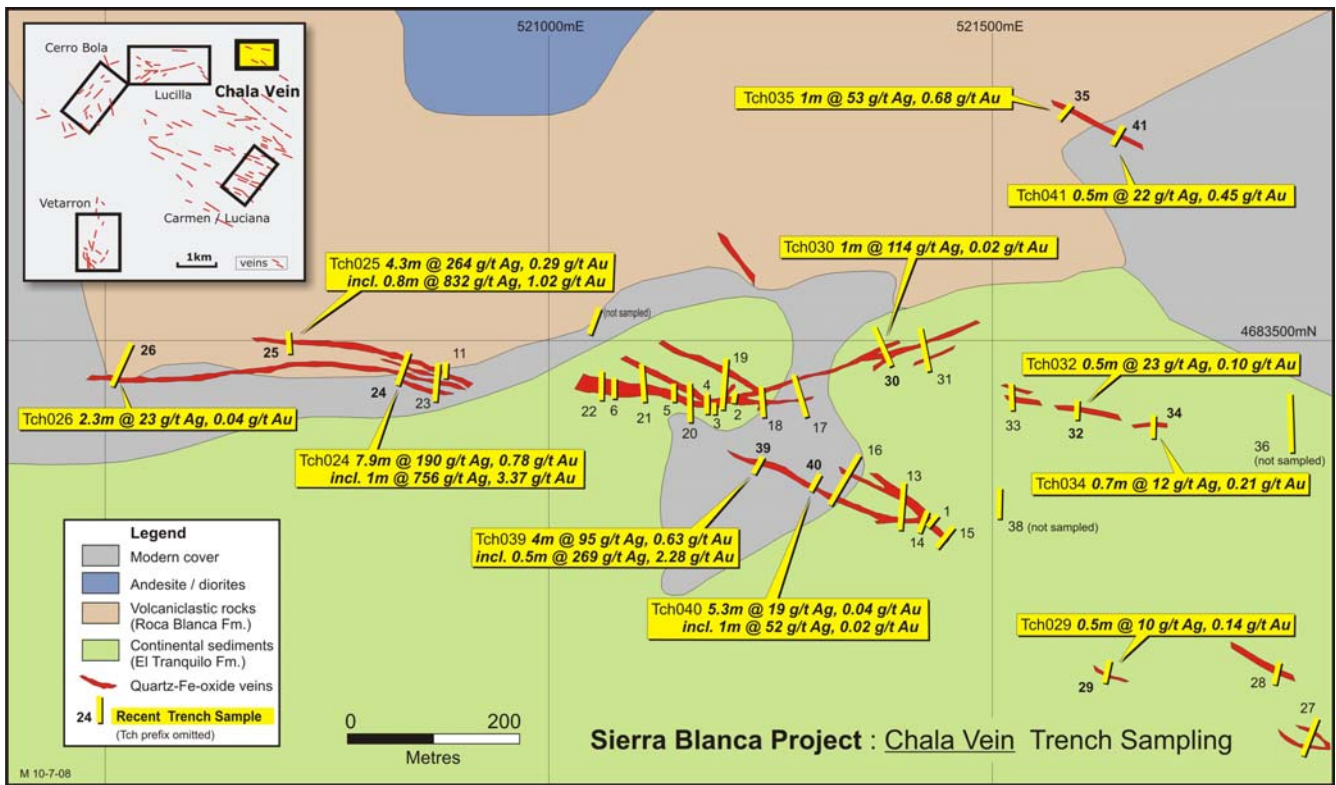 521000mE
521500mE
4683500mN
Cerro Bola
Lucilla
Chala Vein
Vetarron
Carmen / Luciana
1km
veins
Tch035 1m @ 53 g/t Ag, 0.68 g/t Au
35
41
Tch041 0.5m @ 22 g/t Ag, 0.45 g/t Au
Tch030 1m @ 114 g/t Ag, 0.02 g/t Au
Tch025 4.3m @ 264 g/t Ag, 0.29 g/t Au
incl. 0.8m @ 832 g/t Ag, 1.02 g/t Au
(not sampled)
26
25
24
11
23
19
4
22
6
21
5
20
3
2
18
17
30
31
33
32
34
36
(not sampled)
Tch032 0.5m @ 23 g/t Ag, 0.10 g/t Au
Tch026 2.3m @ 23 g/t Ag, 0.04 g/t Au
Tch024 7.9m @ 190 g/t Ag, 0.78 g/t Au
incl. 1m @ 756 g/t Ag, 3.37 g/t Au
39
40
16
13
1
14
15
Tch034 0.7m @ 12 g/t Ag, 0.21 g/t Au
38 (not sampled)
Tch039 4m @ 95 g/t Ag, 0.63 g/t Au
incl. 0.5m @ 269 g/t Ag, 2.28 g/t Au
Tch040 5.3m @ 19 g/t Ag, 0.04 g/t Au
incl. 1m @ 52 g/t Ag, 0.02 g/t Au
Tch029 0.5m @ 10 g/t Ag, 0.14 g/t Au
29
28
27
Legend
Modern cover
Andesite / diorites
Volcaniclastic rocks
(Roca Blanca Fm.)
Continental sediments
(El Tranquilo Fm.)
Quartz-Fe-oxide veins
24 Recent Trench Sample
(Tch prefix omitted)
0 200
Metres
Sierra Blanca Project : Chala Vein Trench Sampling
M 10-7-08